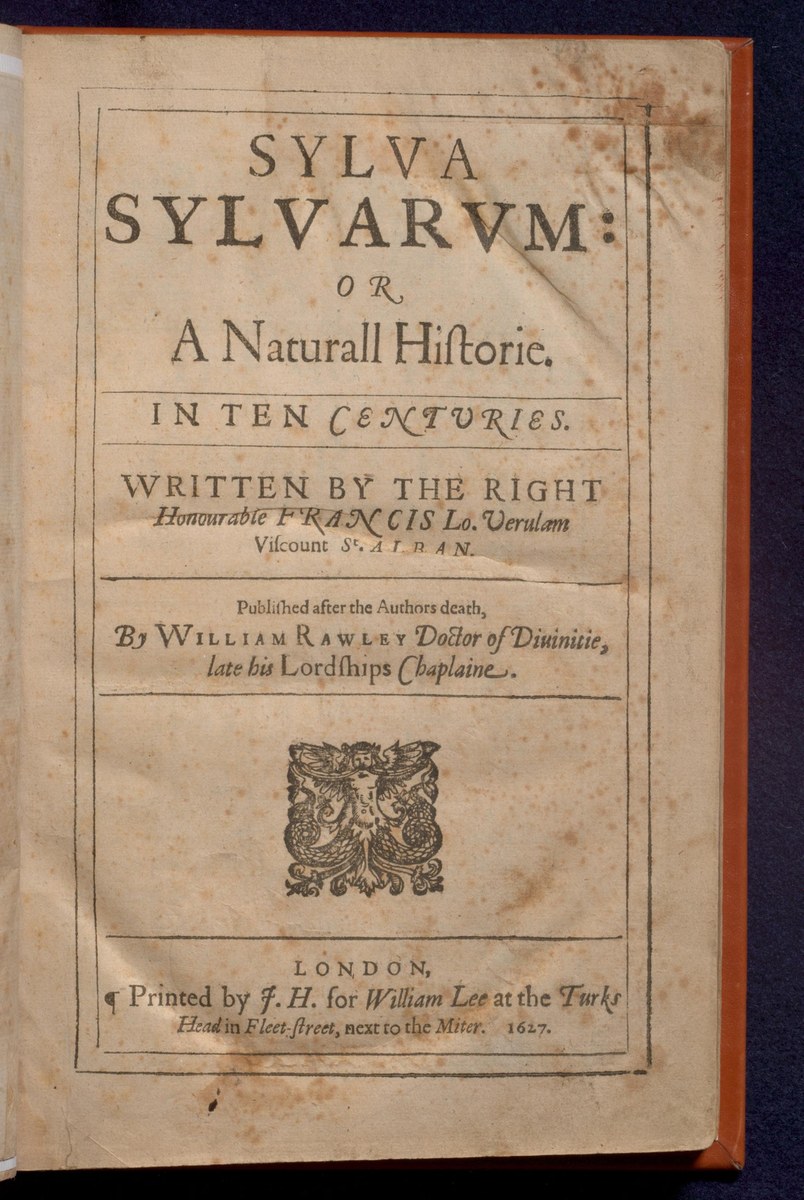 SYLVA
SYLVARVM:
OR
A Naturall Hiſtorie.
IN TEN CENTVRIES.
WRITTEN BY THE RIGHT
Honourable FRANCIS Lo. Verulam
Viſcount Sᵗ. ALBAN.
Publiſhed after the Authors death,
By WILLIAM RAWLEY Doctor of Diuinitie,
late his Lordſhips Chaplaine.
LONDON,
¶ Printed by J. H. for William Lee at the Turks
Head in Fleet-ſtreet, next to the Miter. 1627.